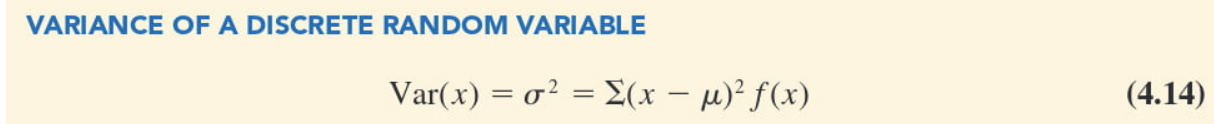 VARIANCE OF A DISCRETE RANDOM VARIABLE
Var(x) = σ² = Σ(x − μ)² f(x) (4.14)